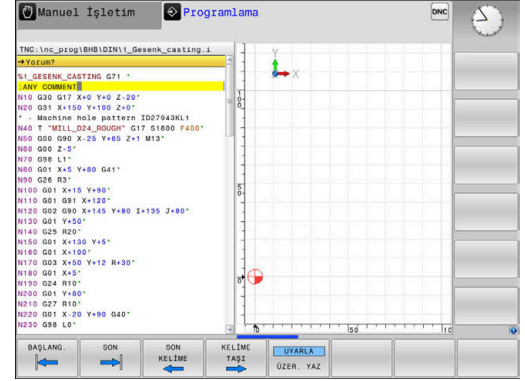 Manuel İşletim
Programlama
DNC
TNC:\nc_prog\BHB\DIN\1_Gesenk_casting.i
→Yorum?
%1_GESENK_CASTING G71 *
;ANY COMMENT
N10 G30 G17 X+0 Y+0 Z-20*
N20 G31 X+150 Y+100 Z+0*
* - Machine hole pattern ID27943KL1
N40 T "MILL_D24_ROUGH" G17 S1800 F400*
N50 G00 G90 X-25 Y+65 Z+1 M13*
N60 G00 Z-5*
N70 G98 L1*
N80 G01 X+5 Y+80 G41*
N90 G26 R3*
N100 G01 X+15 Y+90*
N110 G01 G91 X+120*
N120 G02 G90 X+145 Y+80 I+135 J+80*
N130 G01 Y+50*
N140 G25 R20*
N150 G01 X+130 Y+5*
N160 G01 X+100*
N170 G03 X+50 Y+12 R+30*
N180 G01 X+5*
N190 G24 R10*
N200 G01 Y+80*
N210 G27 R10*
N220 G01 X-20 Y+90 G40*
N230 G98 L0*
Y
X
BAŞLANG.
SON
SON
KELİME
KELİME
TAŞI
UYARLA
ÜZER. YAZ